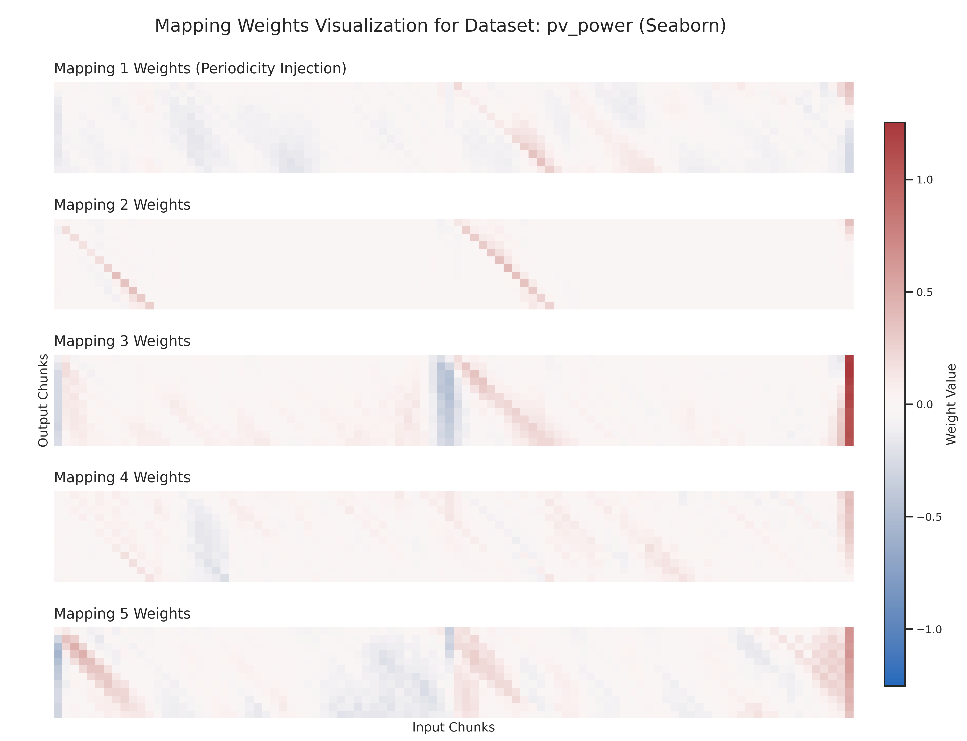 Mapping Weights Visualization for Dataset: pv_power (Seaborn)
Mapping 1 Weights (Periodicity Injection)
Mapping 2 Weights
Mapping 3 Weights
Output Chunks
Mapping 4 Weights
Mapping 5 Weights
Input Chunks
1.0
0.5
0.0
−0.5
−1.0
Weight Value